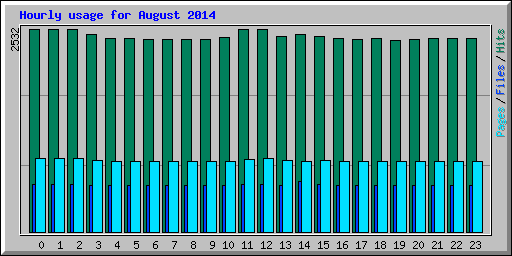 Hourly usage for August 2014
2532
Pages/Files/Hits
0 1 2 3 4 5 6 7 8 9 10 11 12 13 14 15 16 17 18 19 20 21 22 23